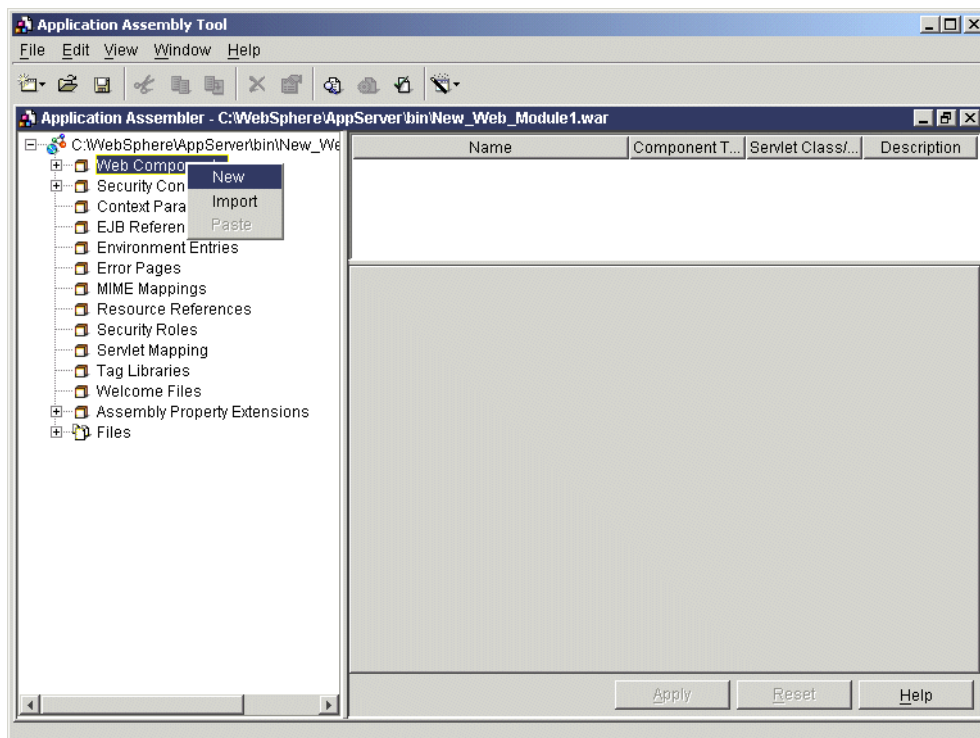 Application Assembly Tool
File Edit View Window Help
Application Assembler - C:\WebSphere\AppServer\bin\New_Web_Module1.war
C:\WebSphere\AppServer\bin\New_We
Name Component T... Servlet Class/... Description
Web Compo
New
Security Con
Import
Context Para
Paste
EJB Referen
Environment Entries
Error Pages
MIME Mappings
Resource References
Security Roles
Servlet Mapping
Tag Libraries
Welcome Files
Assembly Property Extensions
Files
Apply Reset Help